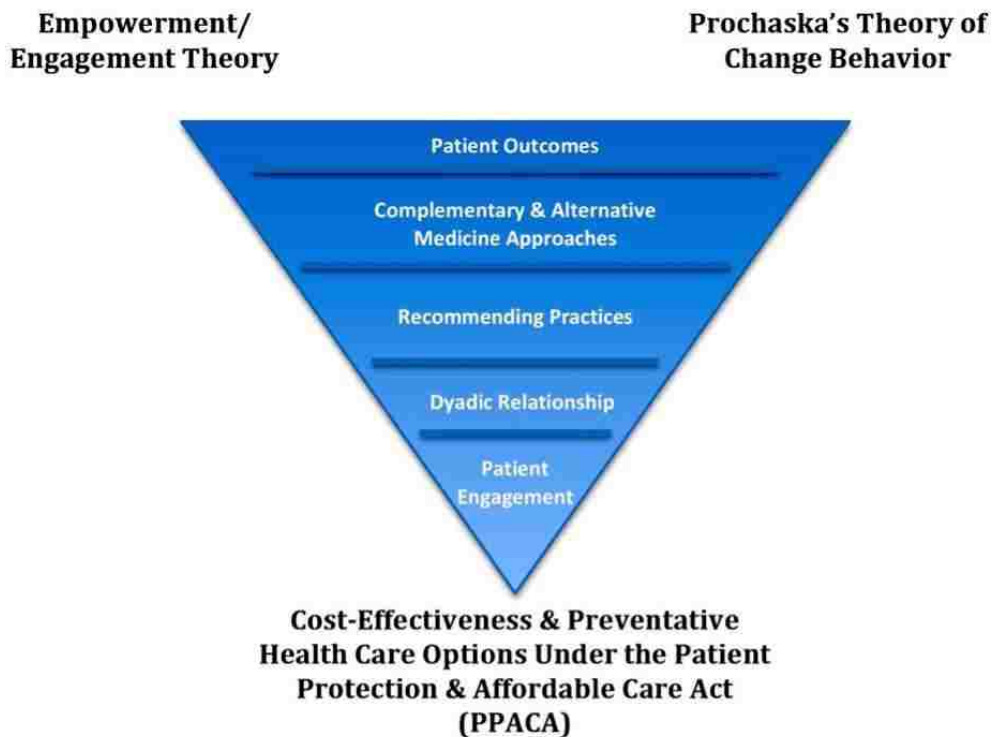 Empowerment/
Engagement Theory
Prochaska's Theory of
Change Behavior
Patient Outcomes
Complementary & Alternative
Medicine Approaches
Recommending Practices
Dyadic Relationship
Patient
Engagement
Cost-Effectiveness & Preventative
Health Care Options Under the Patient
Protection & Affordable Care Act
(PPACA)